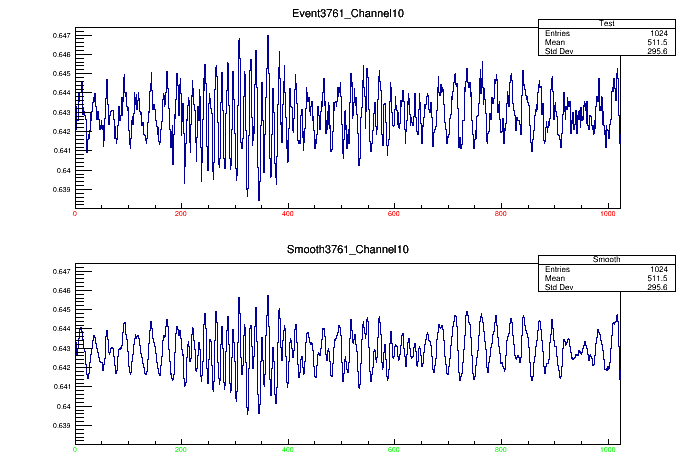 Event3761_Channel10
Test
Entries 1024
Mean 511.5
Std Dev 295.6
0.647
0.646
0.645
0.644
0.643
0.642
0.641
0.64
0.639
0 200 400 600 800 1000
Smooth3761_Channel10
Smooth
Entries 1024
Mean 511.5
Std Dev 295.6
0.647
0.646
0.645
0.644
0.643
0.642
0.641
0.64
0.639
0 200 400 600 800 1000